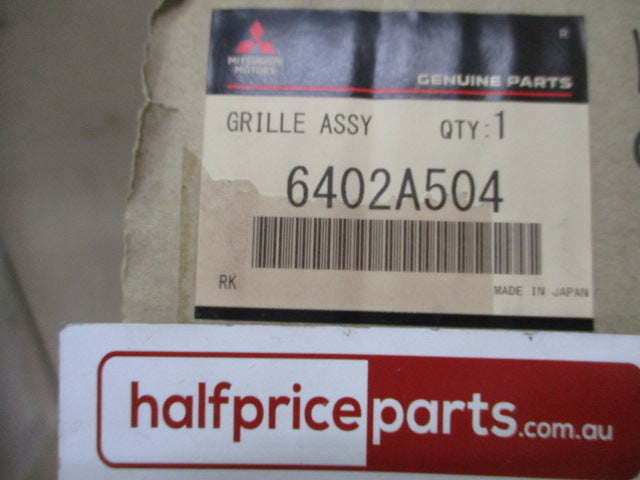 MITSUBISHI
MOTORS
GENUINE PARTS
GRILLE ASSY QTY:1
6402A504
RK MADE IN JAPAN
halfpriceparts.com.au